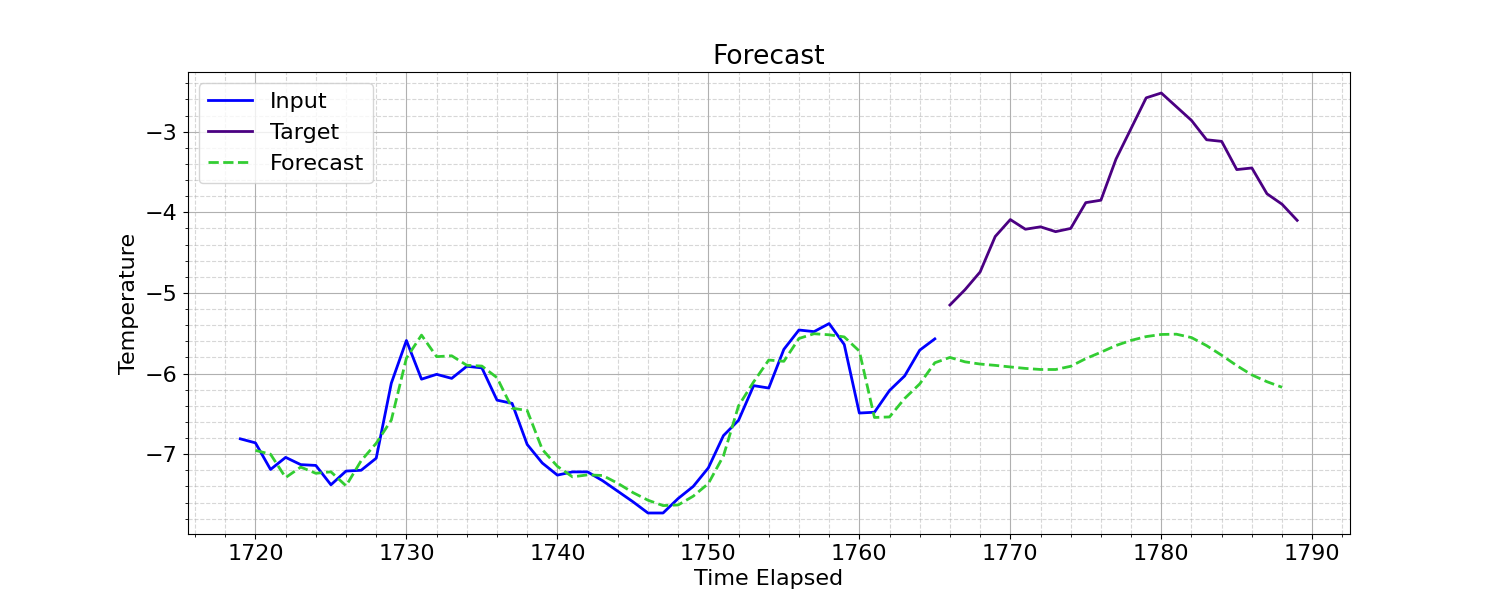 Forecast
Input
Target
Forecast
Temperature
−3
−4
−5
−6
−7
1720 1730 1740 1750 1760 1770 1780 1790
Time Elapsed